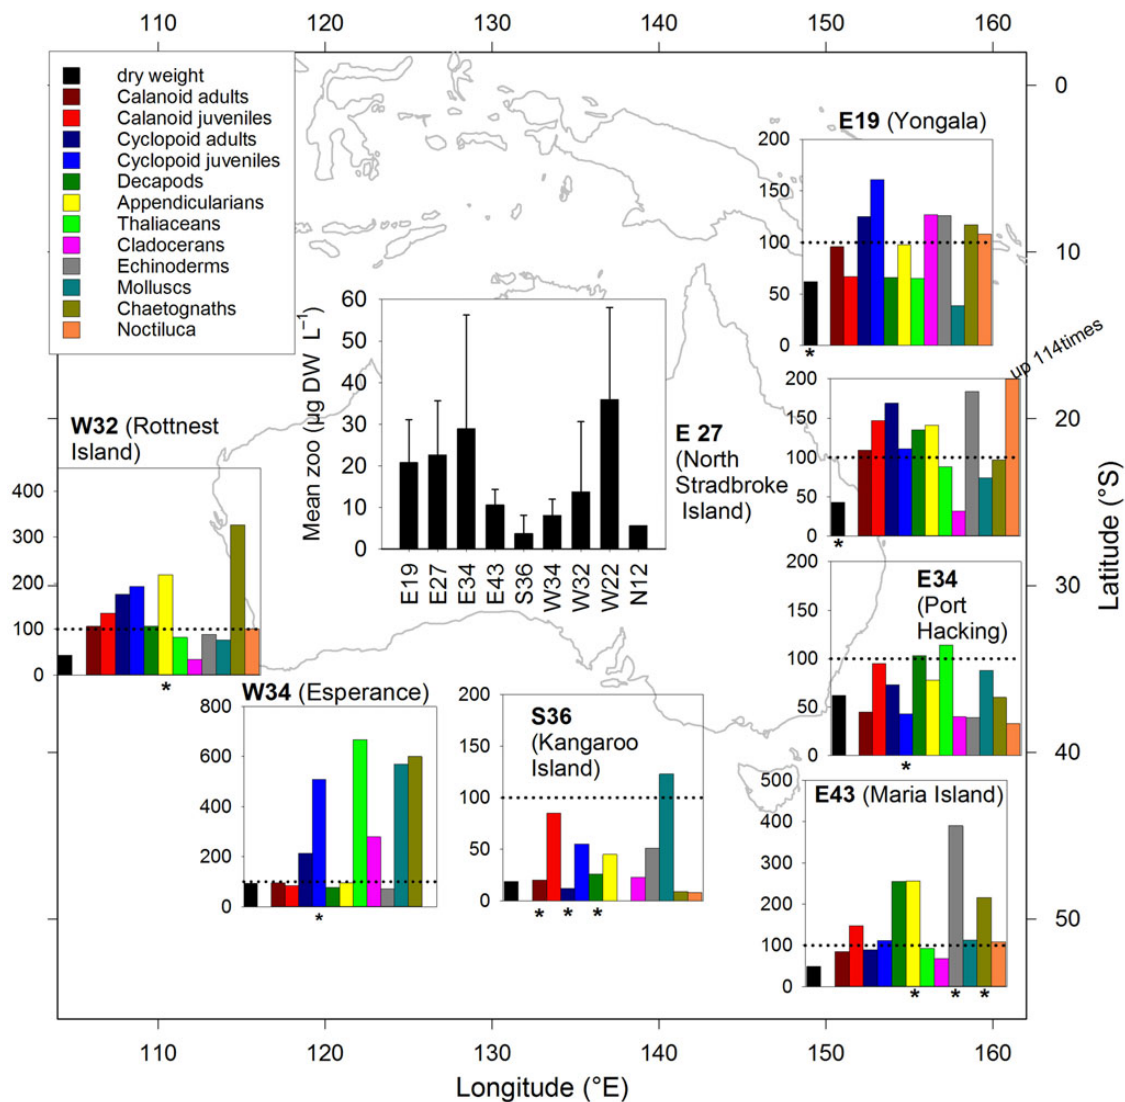 110 120 130 140 150 160
dry weight
Calanoid adults
Calanoid juveniles
Cyclopoid adults
Cyclopoid juveniles
Decapods
Appendicularians
Thaliaceans
Cladocerans
Echinoderms
Molluscs
Chaetognaths
Noctiluca
E19 (Yongala)
200
150
100
50
0
*
0
10
20
30
40
50
Latitude (°S)
Mean zoo (µg DW L⁻¹)
60
50
40
30
20
10
0
E19 E27 E34 E43 S36 W34 W32 W22 N12
up 114times
E 27
(North
Stradbroke
Island)
200
150
100
50
0
*
W32 (Rottnest
Island)
400
300
200
100
0
*
E34
(Port
Hacking)
200
150
100
50
0
*
W34 (Esperance)
800
600
400
200
0
*
S36
(Kangaroo
Island)
200
150
100
50
0
* * *
E43 (Maria Island)
500
400
300
200
100
0
* * *
110 120 130 140 150 160
Longitude (°E)